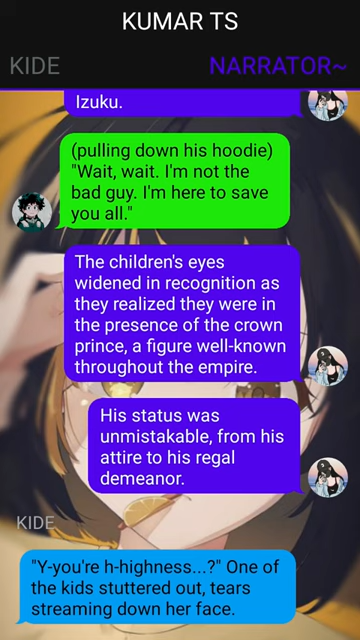 KUMAR TS
KIDE
NARRATOR~
Izuku.
(pulling down his hoodie)
"Wait, wait. I'm not the
bad guy. I'm here to save
you all."
The children's eyes
widened in recognition as
they realized they were in
the presence of the crown
prince, a figure well-known
throughout the empire.
His status was
unmistakable, from his
attire to his regal
demeanor.
KIDE
"Y-you're h-highness...?" One of
the kids stuttered out, tears
streaming down her face.